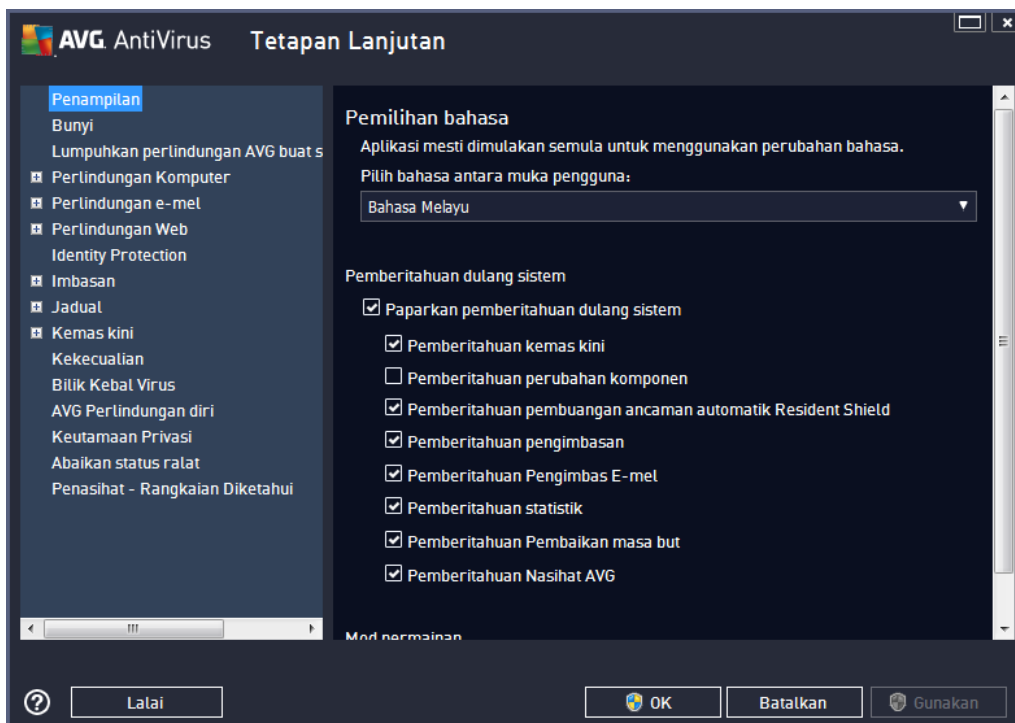 AVG AntiVirus Tetapan Lanjutan
Penampilan
Bunyi
Lumpuhkan perlindungan AVG buat s
Perlindungan Komputer
Perlindungan e-mel
Perlindungan Web
Identity Protection
Imbasan
Jadual
Kemas kini
Kekecualian
Bilik Kebal Virus
AVG Perlindungan diri
Keutamaan Privasi
Abaikan status ralat
Penasihat - Rangkaian Diketahui
Pemilihan bahasa
Aplikasi mesti dimulakan semula untuk menggunakan perubahan bahasa.
Pilih bahasa antara muka pengguna:
Bahasa Melayu
Pemberitahuan dulang sistem
Paparkan pemberitahuan dulang sistem
Pemberitahuan kemas kini
Pemberitahuan perubahan komponen
Pemberitahuan pembuangan ancaman automatik Resident Shield
Pemberitahuan pengimbasan
Pemberitahuan Pengimbas E-mel
Pemberitahuan statistik
Pemberitahuan Pembaikan masa but
Pemberitahuan Nasihat AVG
Mod permainan
Lalai
OK
Batalkan
Gunakan